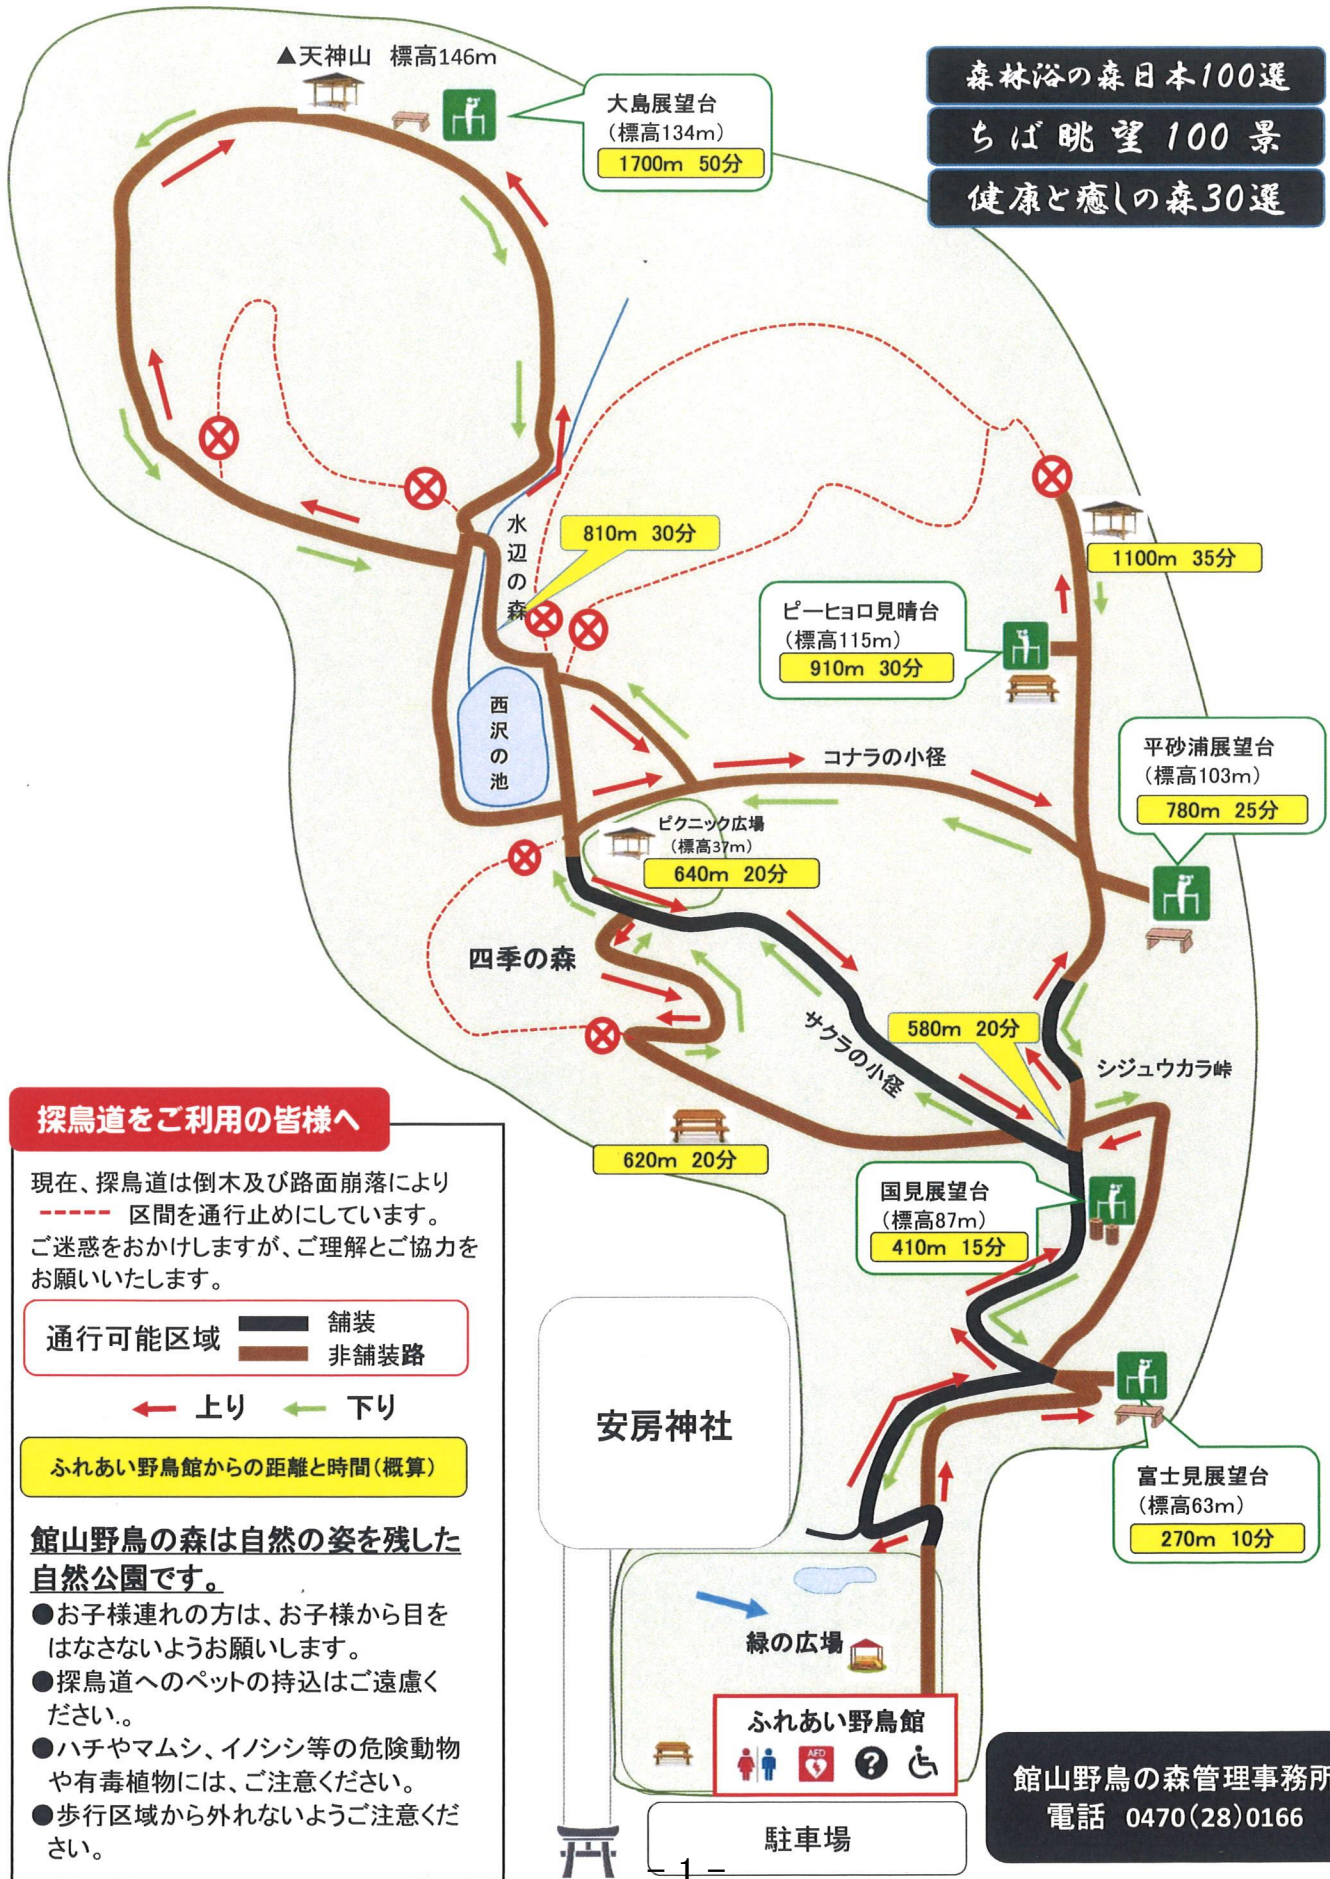 ▲天神山 標高146m
大島展望台
(標高134m)
1700m 50分
森林浴の森日本100選
ちば眺望100景
健康と癒しの森30選
水辺の森
810m 30分
1100m 35分
ピーヒョロ見晴台
(標高115m)
910m 30分
西沢の池
コナラの小径
平砂浦展望台
(標高103m)
780m 25分
ピクニック広場
(標高37m)
640m 20分
四季の森
サクラの小径
580m 20分
シジュウカラ峠
620m 20分
国見展望台
(標高87m)
410m 15分
探鳥道をご利用の皆様へ
現在、探鳥道は倒木及び路面崩落により
区間を通行止めにしています。
ご迷惑をおかけしますが、ご理解とご協力を
お願いいたします。
通行可能区域
舗装
非舗装路
上り
下り
ふれあい野鳥館からの距離と時間(概算)
安房神社
富士見展望台
(標高63m)
270m 10分
館山野鳥の森は自然の姿を残した
自然公園です。
●お子様連れの方は、お子様から目を
はなさないようお願いします。
●探鳥道へのペットの持込はご遠慮く
ださい.。
●ハチやマムシ、イノシシ等の危険動物
や有毒植物には、ご注意ください。
●歩行区域から外れないようご注意くだ
さい。
緑の広場
ふれあい野鳥館
AED
?
駐車場
館山野鳥の森管理事務所
電話 0470(28)0166
- 1 -